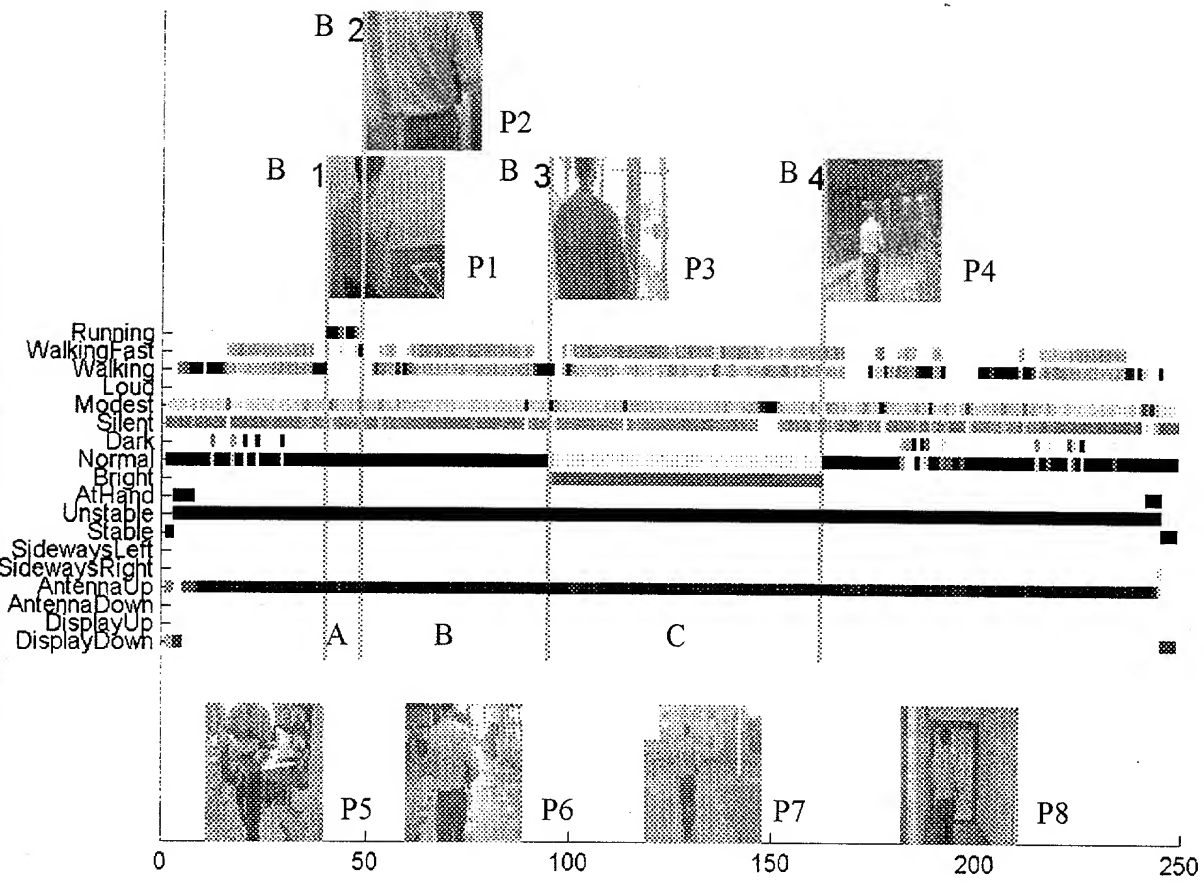 B 2
P2
B 1
P1
B 3
P3
B 4
P4
Running
WalkingFast
Walking
Loud
Modest
Silent
Dark
Normal
Bright
AtHand
Unstable
Stable
SidewaysLeft
SidewaysRight
AntennaUp
AntennaDown
DisplayUp
DisplayDown
A B C
P5 P6 P7 P8
0 50 100 150 200 250